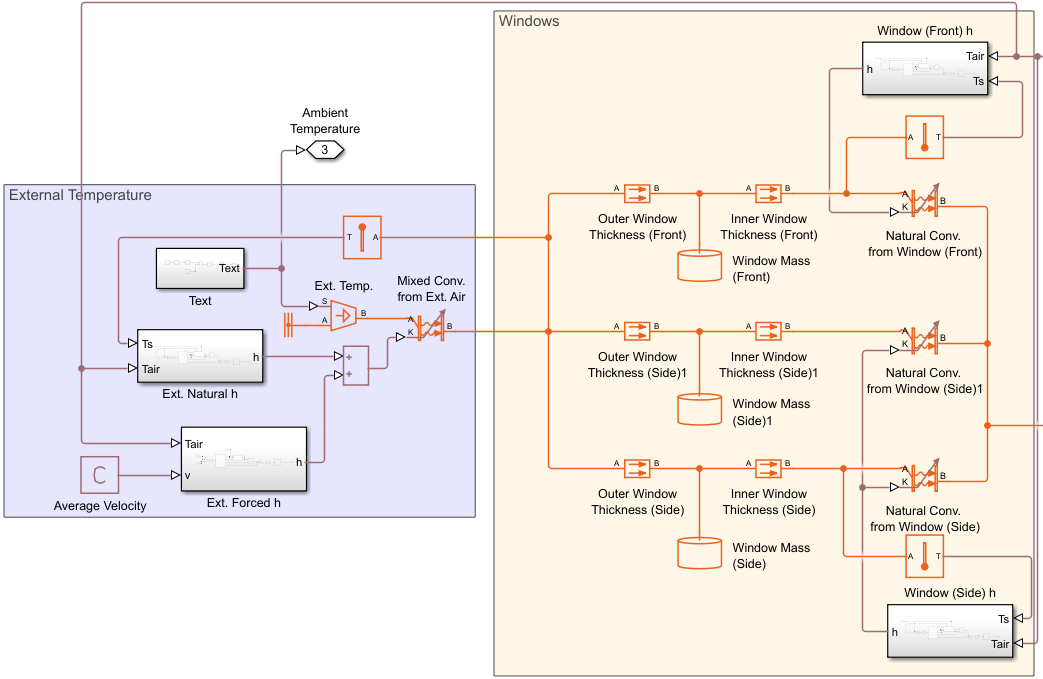 Windows
Window (Front) h
h
Tair
Ts
A
T
Ambient
Temperature
3
External Temperature
T
A
Text
Text
Ext. Temp.
S
A
B
Mixed Conv.
from Ext. Air
A
K
B
Ts
Tair
h
Ext. Natural h
+
+
Tair
v
h
Ext. Forced h
C
Average Velocity
A
B
Outer Window
Thickness (Front)
A
B
Inner Window
Thickness (Front)
Window Mass
(Front)
A
K
B
Natural Conv.
from Window (Front)
A
B
Outer Window
Thickness (Side)1
A
B
Inner Window
Thickness (Side)1
Window Mass
(Side)1
A
K
B
Natural Conv.
from Window (Side)1
A
B
Outer Window
Thickness (Side)
A
B
Inner Window
Thickness (Side)
Window Mass
(Side)
A
K
B
Natural Conv.
from Window (Side)
A
T
Window (Side) h
h
Ts
Tair